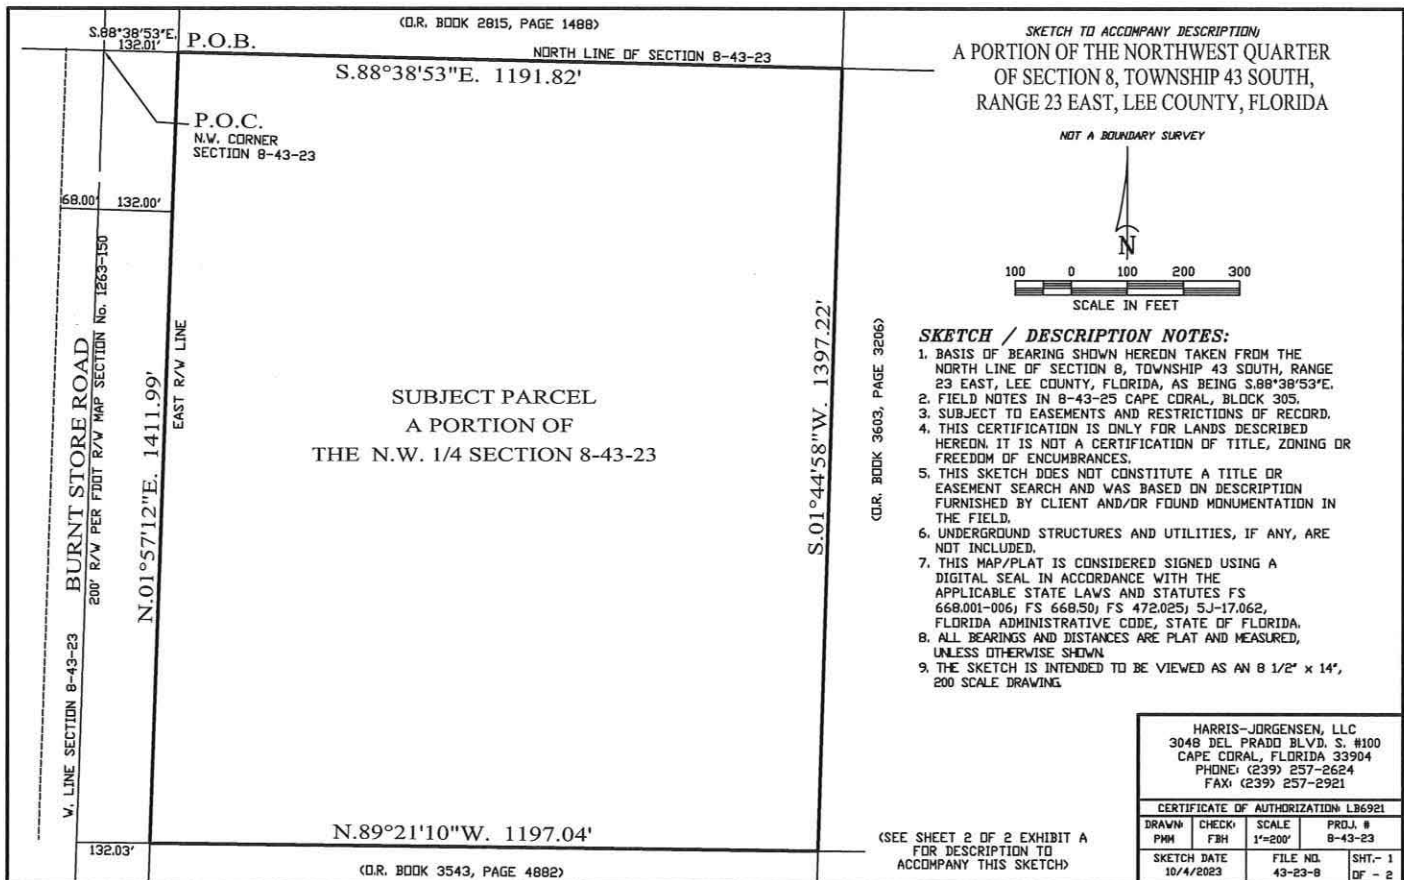 (O.R. BOOK 2815, PAGE 1488)
S.88°38'53"E.
132.01'
P.O.B.
NORTH LINE OF SECTION 8-43-23
S.88°38'53"E. 1191.82'
P.O.C.
N.W. CORNER
SECTION 8-43-23
68.00'
132.00'
W. LINE SECTION 8-43-23
BURNT STORE ROAD
200' R/W PER FDOT R/W MAP SECTION No. 1263-150
N.01°57'12"E. 1411.99'
EAST R/W LINE
SUBJECT PARCEL
A PORTION OF
THE N.W. 1/4 SECTION 8-43-23
S.01°44'58"W. 1397.22'
(O.R. BOOK 3603, PAGE 3206)
132.03'
N.89°21'10"W. 1197.04'
(O.R. BOOK 3543, PAGE 4882)
(SEE SHEET 2 OF 2 EXHIBIT A
FOR DESCRIPTION TO
ACCOMPANY THIS SKETCH)
SKETCH TO ACCOMPANY DESCRIPTION;
A PORTION OF THE NORTHWEST QUARTER
OF SECTION 8, TOWNSHIP 43 SOUTH,
RANGE 23 EAST, LEE COUNTY, FLORIDA
NOT A BOUNDARY SURVEY
N
100 0 100 200 300
SCALE IN FEET
SKETCH / DESCRIPTION NOTES:
1. BASIS OF BEARING SHOWN HEREON TAKEN FROM THE
NORTH LINE OF SECTION 8, TOWNSHIP 43 SOUTH, RANGE
23 EAST, LEE COUNTY, FLORIDA, AS BEING S.88°38'53"E.
2. FIELD NOTES IN 8-43-25 CAPE CORAL, BLOCK 305.
3. SUBJECT TO EASEMENTS AND RESTRICTIONS OF RECORD.
4. THIS CERTIFICATION IS ONLY FOR LANDS DESCRIBED
HEREON. IT IS NOT A CERTIFICATION OF TITLE, ZONING OR
FREEDOM OF ENCUMBRANCES.
5. THIS SKETCH DOES NOT CONSTITUTE A TITLE OR
EASEMENT SEARCH AND WAS BASED ON DESCRIPTION
FURNISHED BY CLIENT AND/OR FOUND MONUMENTATION IN
THE FIELD.
6. UNDERGROUND STRUCTURES AND UTILITIES, IF ANY, ARE
NOT INCLUDED.
7. THIS MAP/PLAT IS CONSIDERED SIGNED USING A
DIGITAL SEAL IN ACCORDANCE WITH THE
APPLICABLE STATE LAWS AND STATUTES FS
668.001-006; FS 668.50; FS 472.025; 5J-17.062,
FLORIDA ADMINISTRATIVE CODE, STATE OF FLORIDA.
8. ALL BEARINGS AND DISTANCES ARE PLAT AND MEASURED,
UNLESS OTHERWISE SHOWN.
9. THE SKETCH IS INTENDED TO BE VIEWED AS AN 8 1/2" x 14",
200 SCALE DRAWING.
HARRIS-JORGENSEN, LLC
3048 DEL PRADO BLVD. S. #100
CAPE CORAL, FLORIDA 33904
PHONE: (239) 257-2624
FAX: (239) 257-2921
CERTIFICATE OF AUTHORIZATION: LB6921
DRAWN: CHECK: SCALE PROJ. #
PMM FBH 1"=200' 8-43-23
SKETCH DATE FILE NO. SHT.- 1
10/4/2023 43-23-8 OF - 2